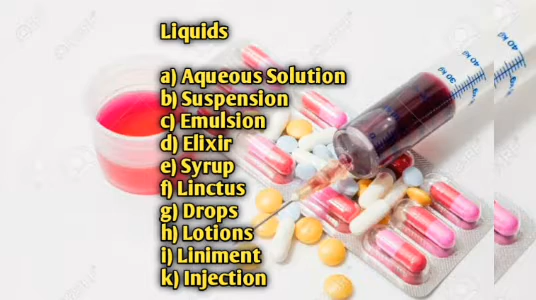 Liquids
a) Aqueous Solution
b) Suspension
c) Emulsion
d) Elixir
e) Syrup
f) Linctus
g) Drops
h) Lotions
i) Liniment
k) Injection